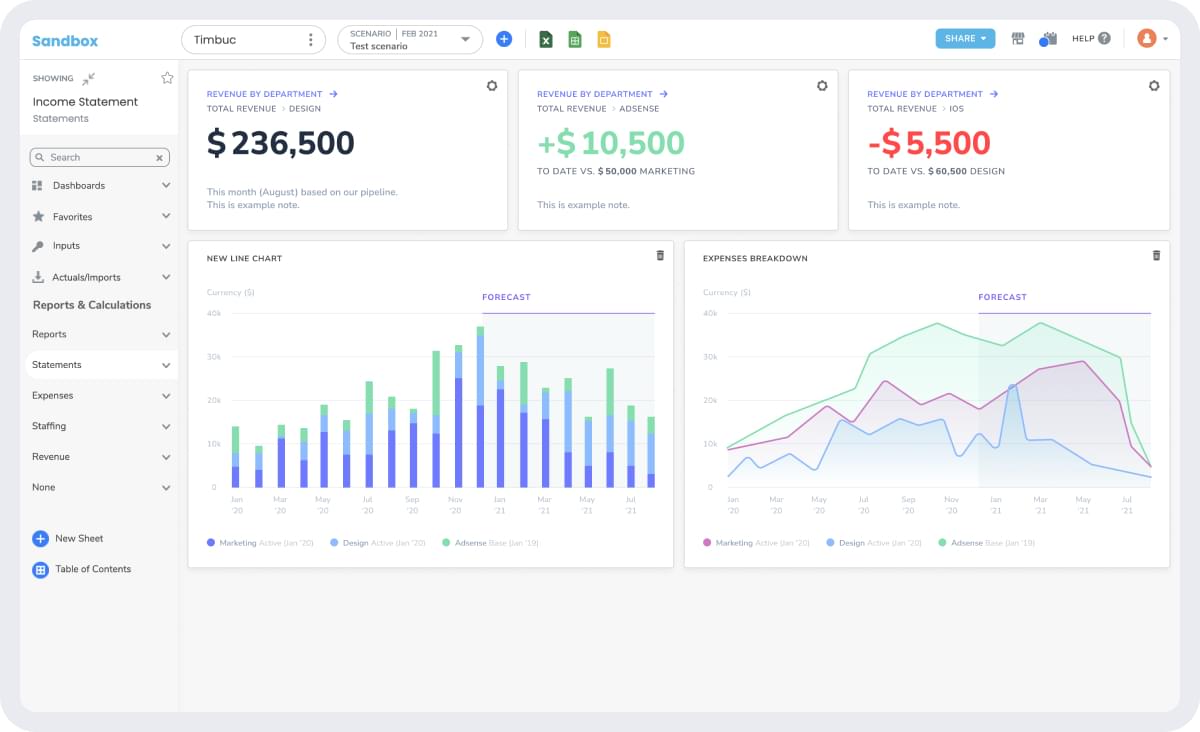 Sandbox
Timbuc
SCENARIO | FEB 2021
Test scenario
SHARE
HELP
SHOWING
Income Statement
Statements
Search
Dashboards
Favorites
Inputs
Actuals/Imports
Reports & Calculations
Reports
Statements
Expenses
Staffing
Revenue
None
New Sheet
Table of Contents
REVENUE BY DEPARTMENT →
TOTAL REVENUE > DESIGN
$236,500
This month (August) based on our pipeline.
This is example note.
REVENUE BY DEPARTMENT →
TOTAL REVENUE > ADSENSE
+$10,500
TO DATE VS. $50,000 MARKETING
This is example note.
REVENUE BY DEPARTMENT →
TOTAL REVENUE > IOS
-$5,500
TO DATE VS. $60,500 DESIGN
This is example note.
NEW LINE CHART
Currency ($)
FORECAST
40k
30k
20k
10k
0
Jan Mar May Jul Sep Nov Jan Mar May Jul
'20 '20 '20 '20 '20 '20 '21 '21 '21 '21
Marketing Active (Jan '20) Design Active (Jan '20) Adsense Base (Jan '19)
EXPENSES BREAKDOWN
Currency ($)
FORECAST
40k
30k
20k
10k
0
Jan Mar May Jul Sep Nov Jan Mar May Jul
'20 '20 '20 '20 '20 '20 '21 '21 '21 '21
Marketing Active (Jan '20) Design Active (Jan '20) Adsense Base (Jan '19)